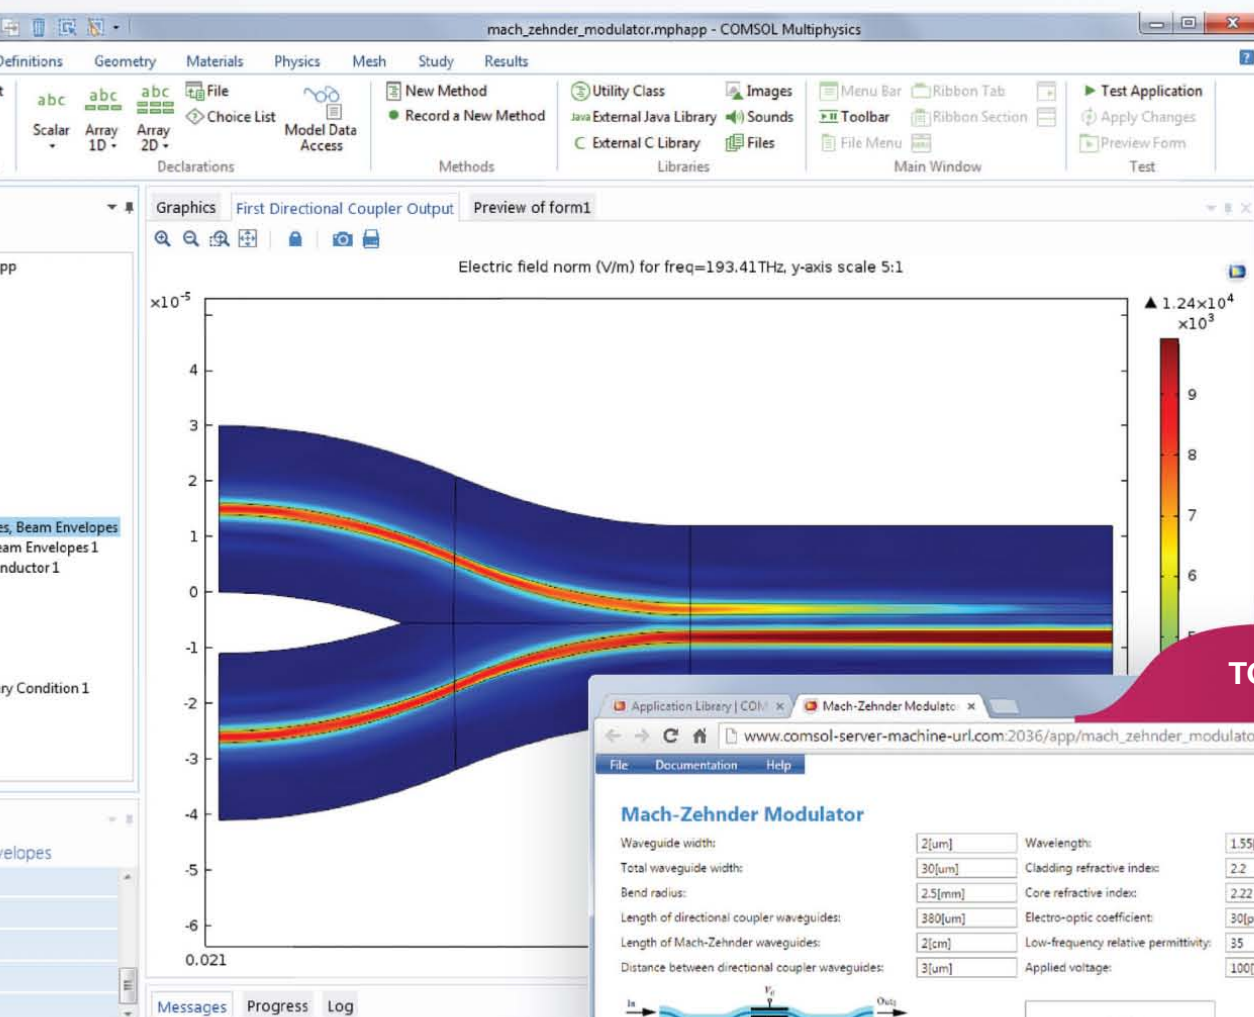 mach_zehnder_modulator.mphapp - COMSOL Multiphysics
Definitions Geometry Materials Physics Mesh Study Results
abc abc abc File New Method Utility Class Images Menu Bar Ribbon Tab Test Application
Choice List Record a New Method Java External Java Library Sounds Toolbar Ribbon Section Apply Changes
Scalar Array 1D Array 2D Model Data Access C External C Library Files File Menu Preview Form
Declarations Methods Libraries Main Window Test
Graphics First Directional Coupler Output Preview of form1
pp
Electric field norm (V/m) for freq=193.41THz, y-axis scale 5:1
×10-5
▲ 1.24×104
×103
4
9
3
8
2
7
1
6
0
-1
-2
-3
-4
-5
-6
0.021
es, Beam Envelopes
eam Envelopes 1
nductor 1
ry Condition 1
velopes
TO
Application Library | COM × Mach-Zehnder Modulato ×
www.comsol-server-machine-url.com:2036/app/mach_zehnder_modulato
File Documentation Help
Mach-Zehnder Modulator
Waveguide width: 2[um] Wavelength: 1.55
Total waveguide width: 30[um] Cladding refractive index: 2.2
Bend radius: 2.5[mm] Core refractive index: 2.22
Length of directional coupler waveguides: 380[um] Electro-optic coefficient: 30[p
Length of Mach-Zehnder waveguides: 2[cm] Low-frequency relative permittivity: 35
Distance between directional coupler waveguides: 3[um] Applied voltage: 100[
In
Messages Progress Log